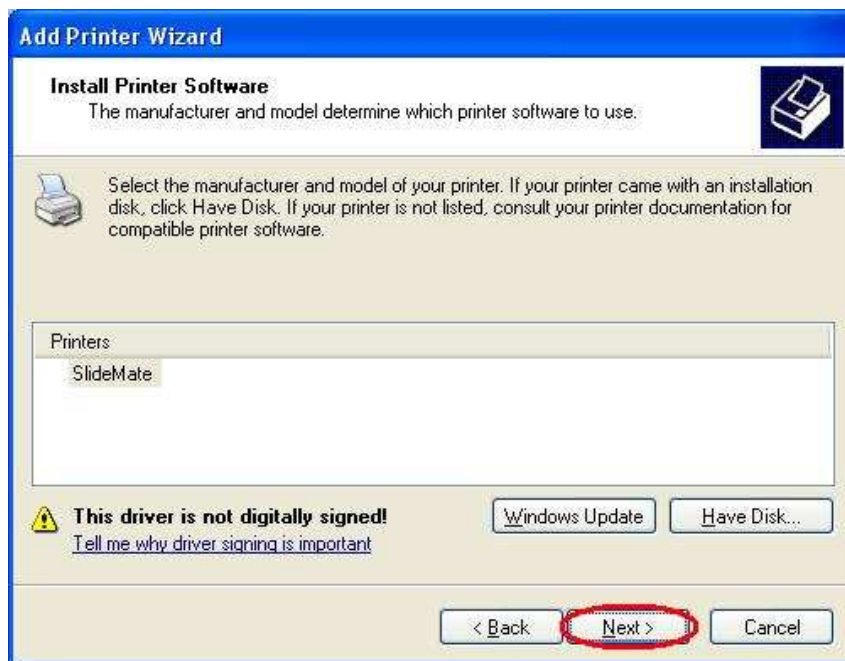 Add Printer Wizard
Install Printer Software
The manufacturer and model determine which printer software to use.
Select the manufacturer and model of your printer. If your printer came with an installation
disk, click Have Disk. If your printer is not listed, consult your printer documentation for
compatible printer software.
Printers
SlideMate
This driver is not digitally signed!
Tell me why driver signing is important
Windows Update
Have Disk...
< Back
Next >
Cancel